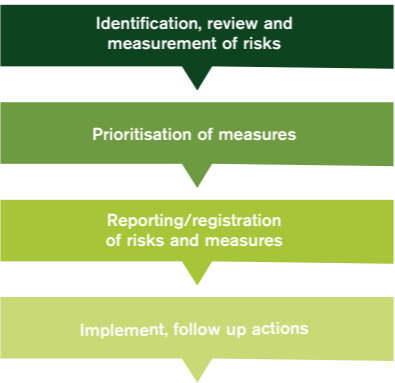 Identification, review and
measurement of risks
Prioritisation of measures
Reporting/registration
of risks and measures
Implement, follow up actions